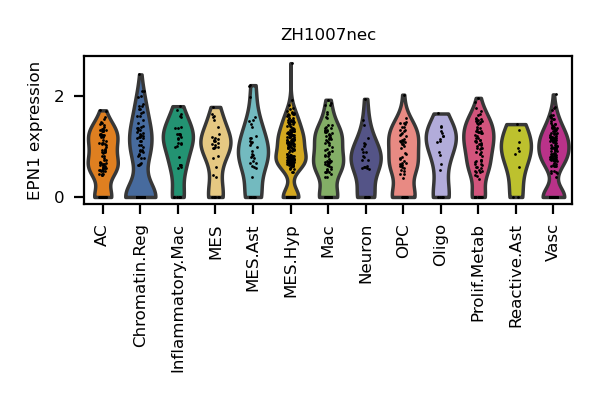 ZH1007nec
EPN1 expression
2
0
AC
Chromatin.Reg
Inflammatory.Mac
MES
MES.Ast
MES.Hyp
Mac
Neuron
OPC
Oligo
Prolif.Metab
Reactive.Ast
Vasc